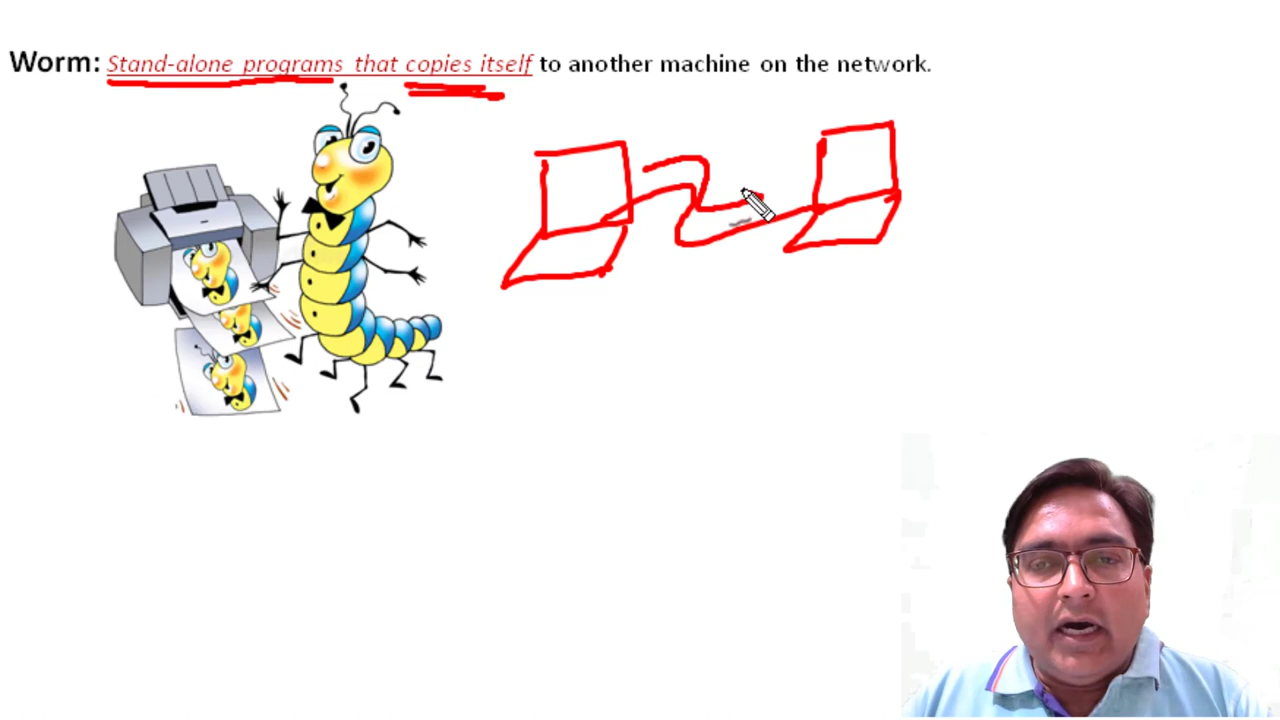 Worm: Stand-alone programs that copies itself to another machine on the network.